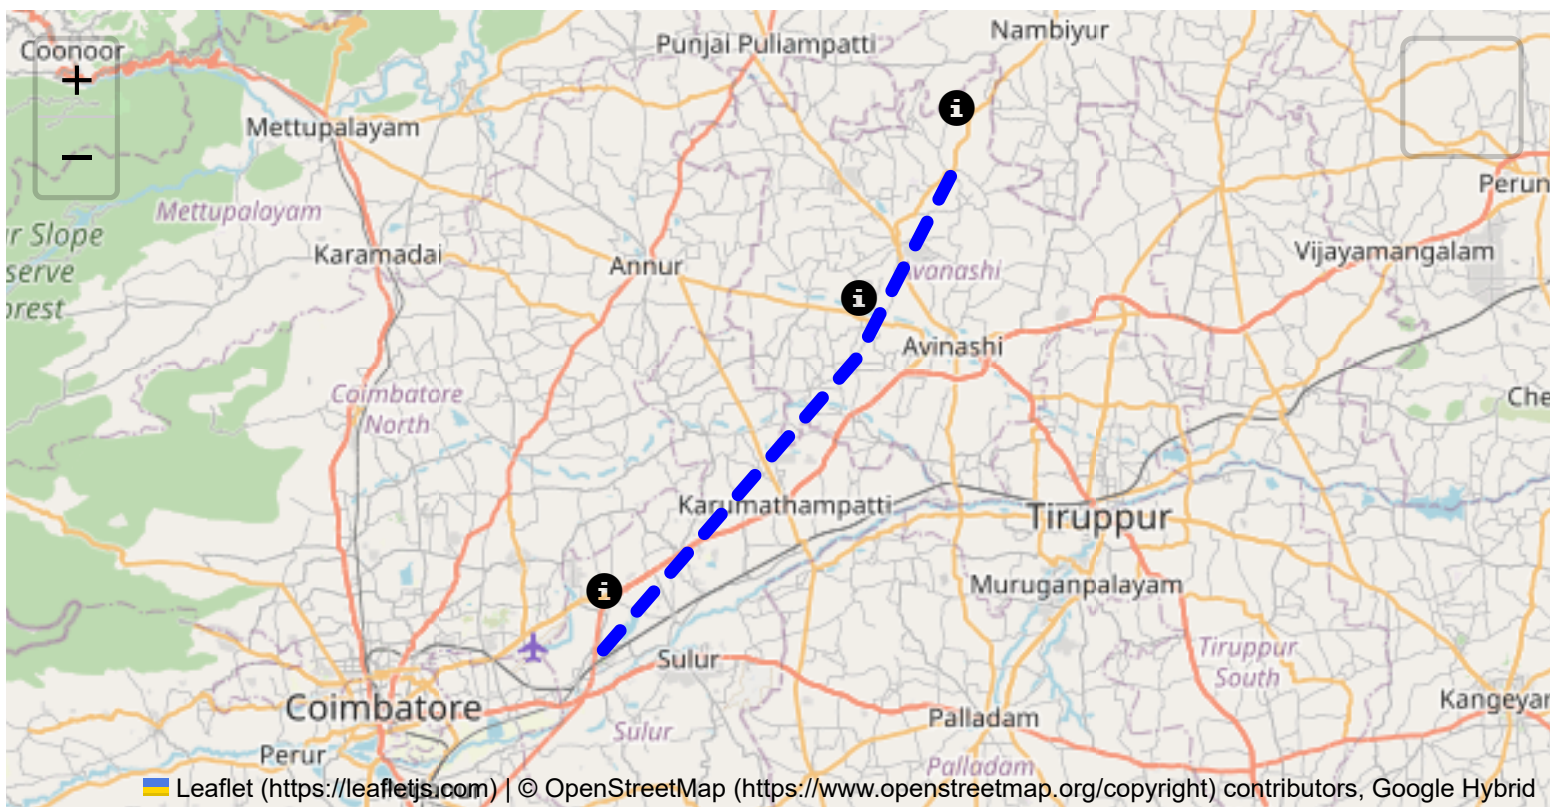 Coonoor
Punjai Puliampatti
Nambiyur
+
Mettupalayam
−
Mettupalayam
Perun
ur Slope
serve
orest
Karamadai
Annur
vanashi
Vijayamangalam
Avinashi
Coimbatore
North
Che
Karumathampatti
Tiruppur
Muruganpalayam
Sulur
Tiruppur
South
Coimbatore
Sulur
Palladam
Kangeyar
Perur
Palladam
Leaflet (https://leafletjs.com) | © OpenStreetMap (https://www.openstreetmap.org/copyright) contributors, Google Hybrid